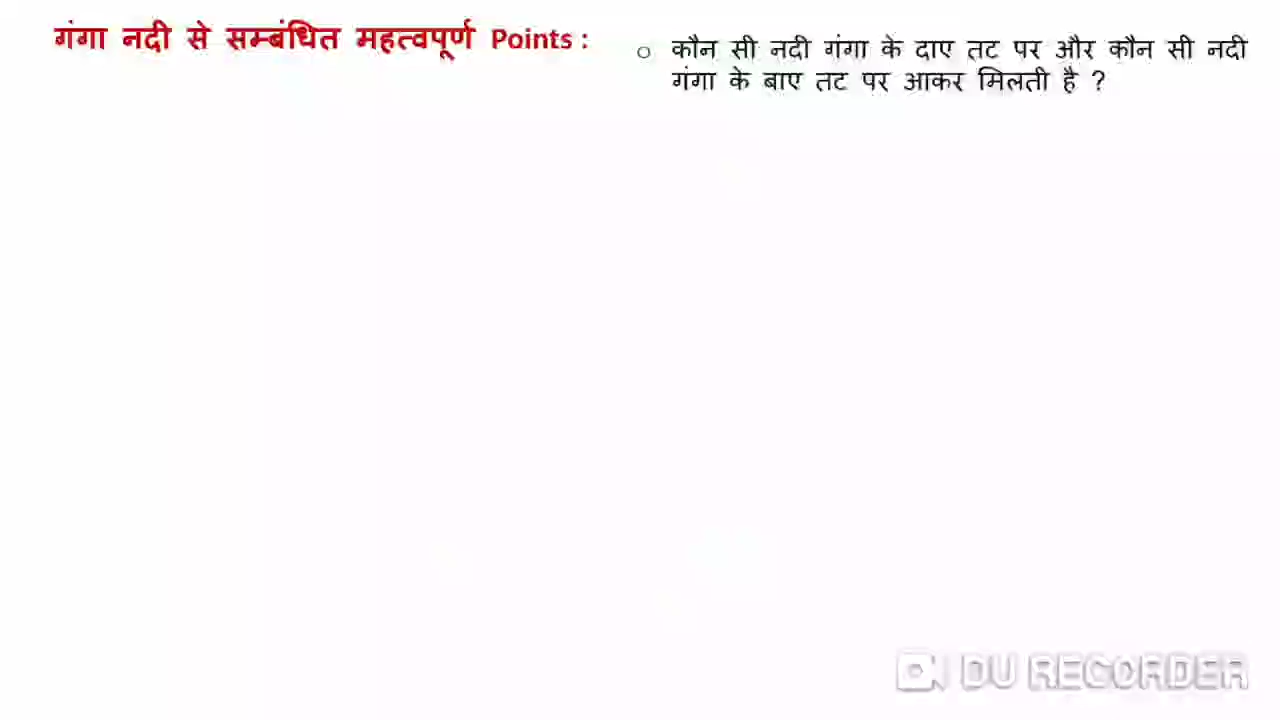 गंगा नदी से सम्बंधित महत्वपूर्ण Points :
कौन सी नदी गंगा के दाए तट पर और कौन सी नदी
गंगा के बाए तट पर आकर मिलती है ?
DU RECORDER